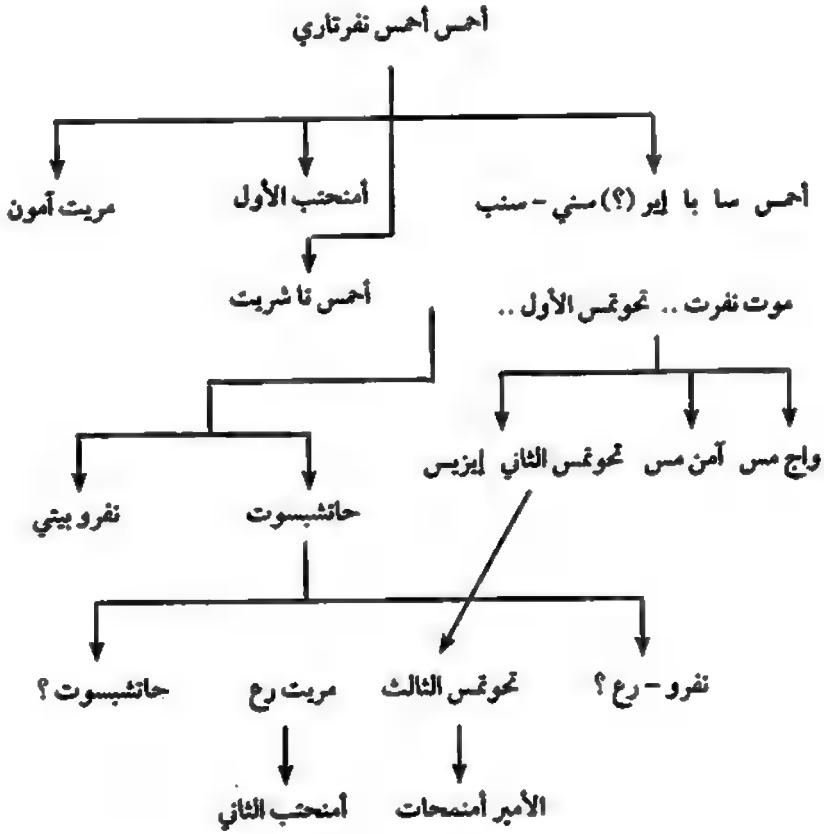 أحمس أحمس نفرتاري
أحمس سا با إير (؟) سني - سنب أمنحتب الأول مريت آمون
أحمس تا شريت
موت نفرت .. تحوتمس الأول ..
واج مس آمن مس تحوتمس الثاني إيزيس
حاتشبسوت نفرو بيتي
نفرو - رع ؟ تحوتمس الثالث مريت رع حاتشبسوت ؟
الأمير أمنمحات أمنحتب الثاني